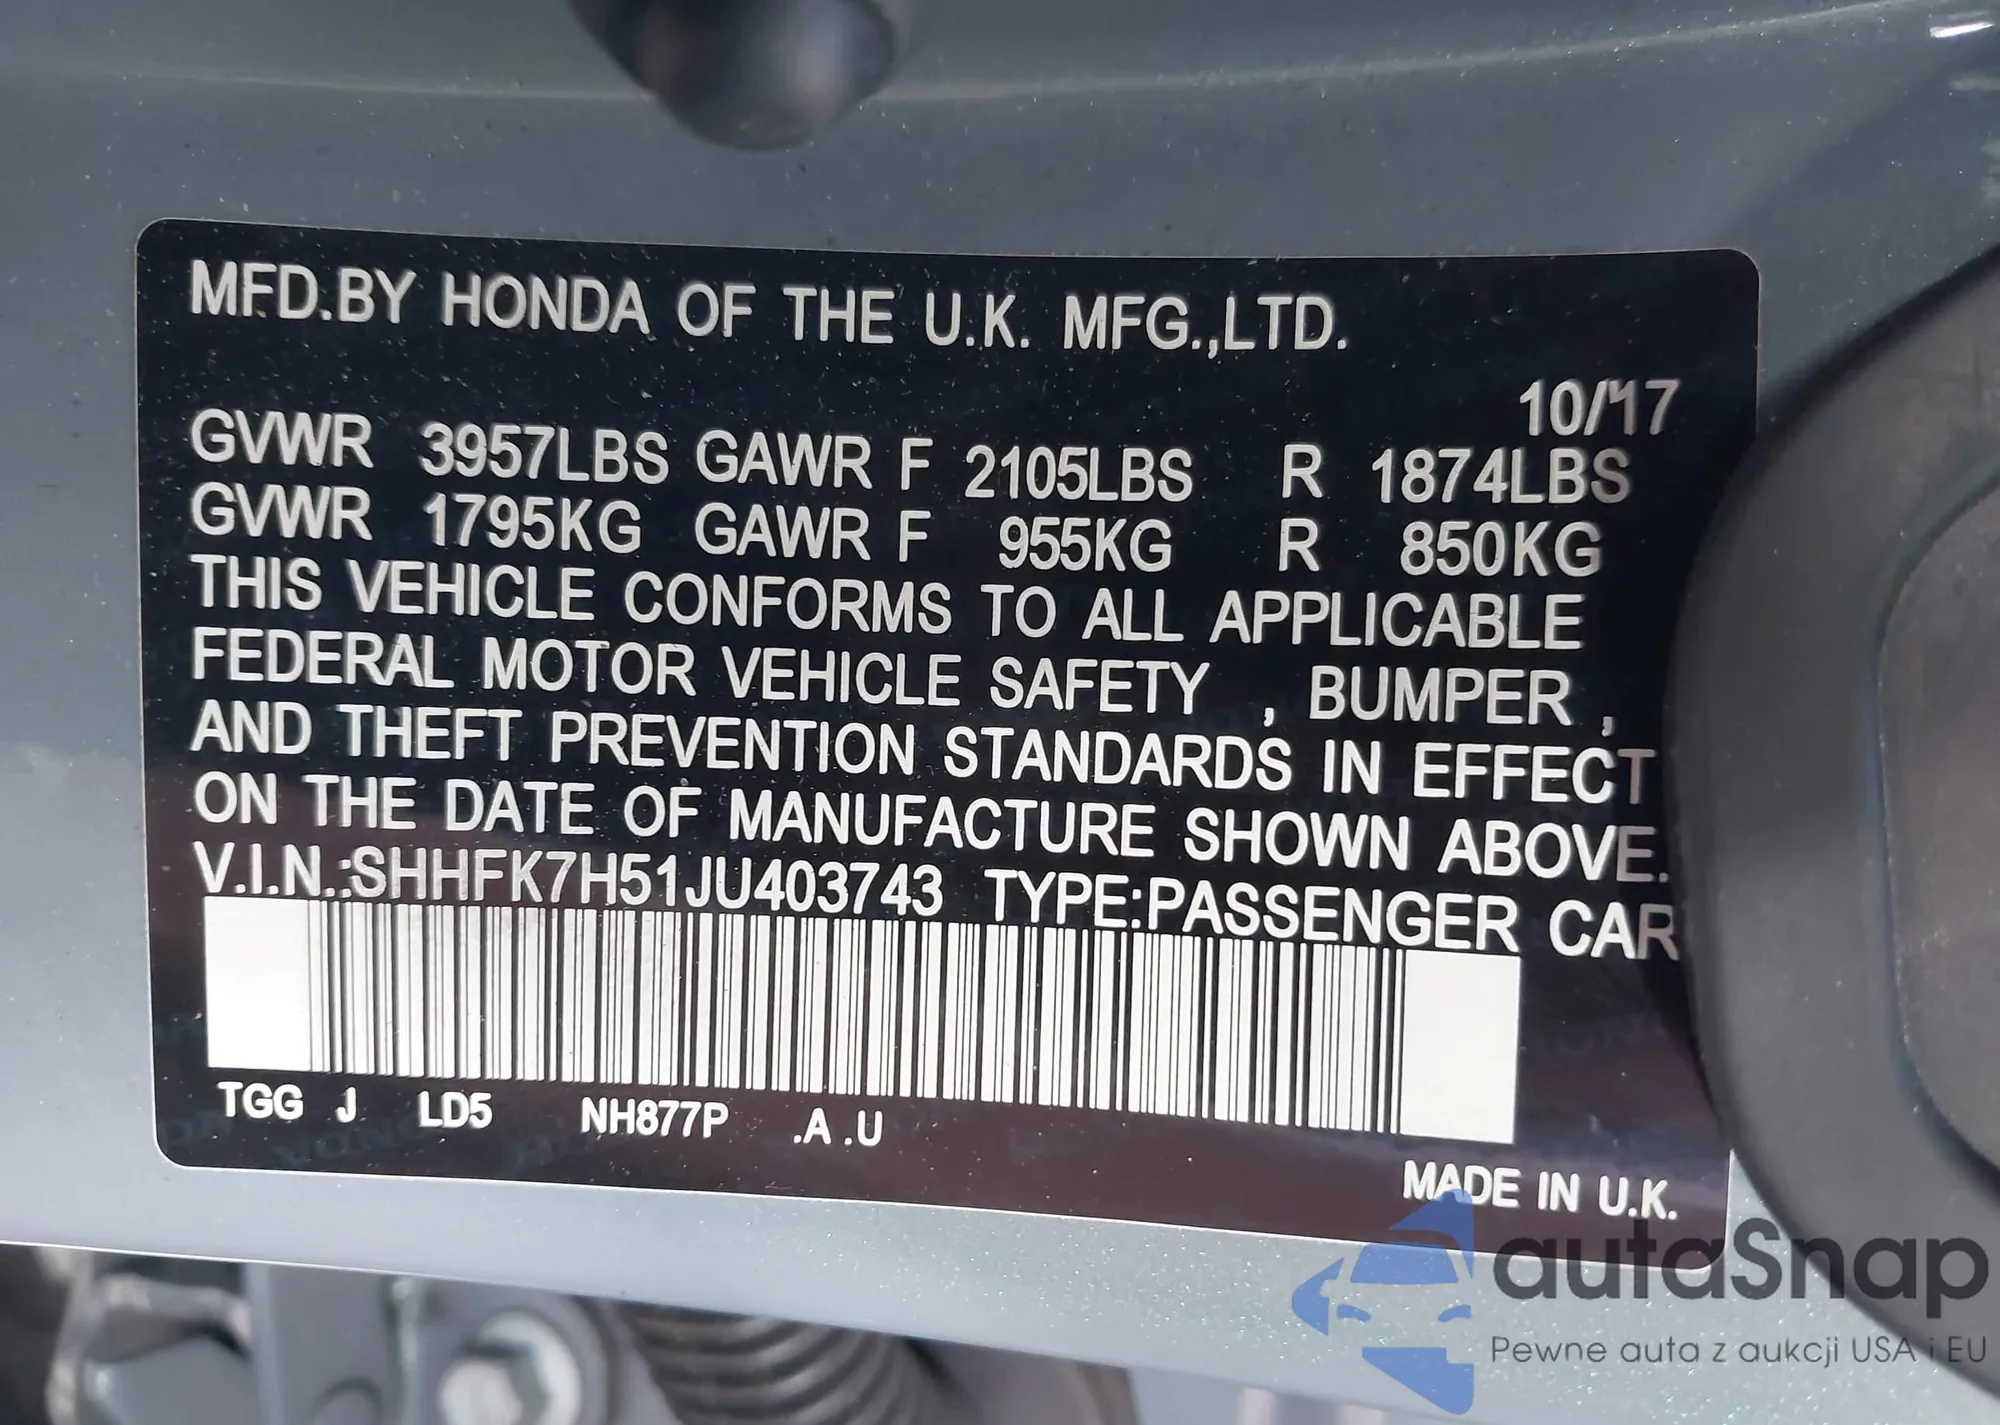 MFD.BY HONDA OF THE U.K. MFG.,LTD.
10/17
GVWR 3957LBS GAWR F 2105LBS R 1874LBS
GVWR 1795KG GAWR F 955KG R 850KG
THIS VEHICLE CONFORMS TO ALL APPLICABLE
FEDERAL MOTOR VEHICLE SAFETY , BUMPER ,
AND THEFT PREVENTION STANDARDS IN EFFECT
ON THE DATE OF MANUFACTURE SHOWN ABOVE.
V.I.N.:SHHFK7H51JU403743 TYPE:PASSENGER CAR
TGG J LD5 NH877P .A .U
MADE IN U.K.
autaSnap
Pewne auta z aukcji USA i EU